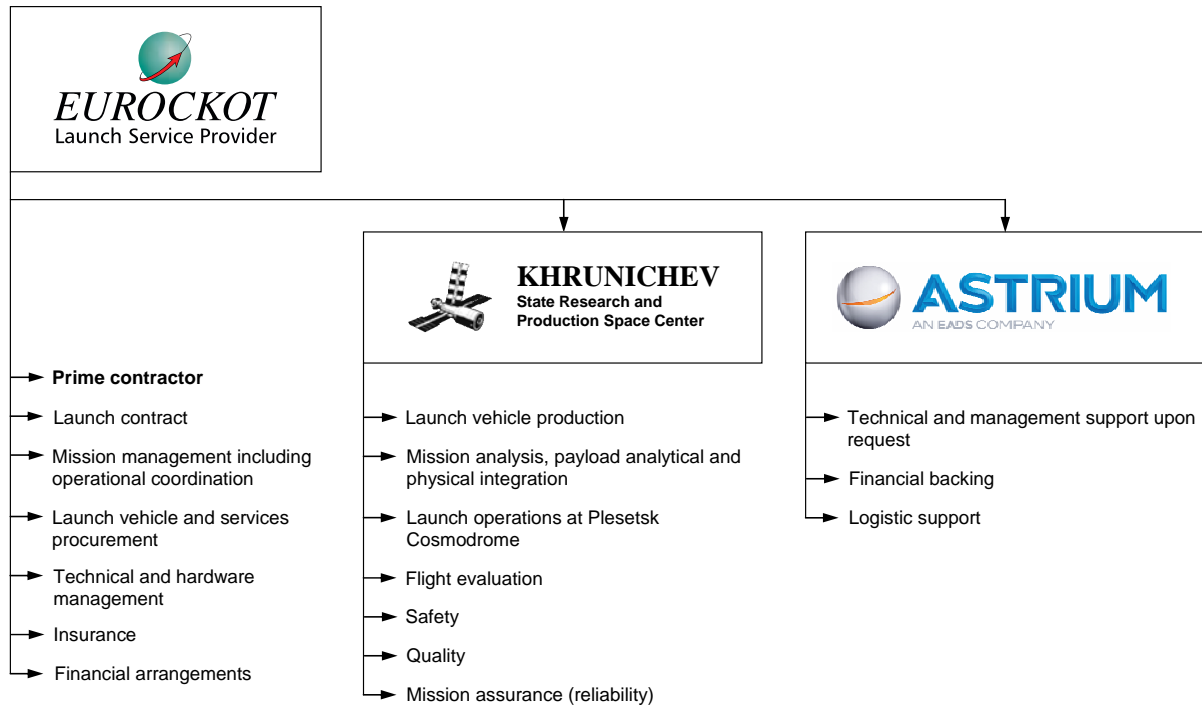 EUROCKOT
Launch Service Provider
KHRUNICHEV
State Research and
Production Space Center
ASTRIUM
AN EADS COMPANY
Prime contractor
Launch contract
Mission management including
operational coordination
Launch vehicle and services
procurement
Technical and hardware
management
Insurance
Financial arrangements
Launch vehicle production
Mission analysis, payload analytical and
physical integration
Launch operations at Plesetsk
Cosmodrome
Flight evaluation
Safety
Quality
Mission assurance (reliability)
Technical and management support upon
request
Financial backing
Logistic support